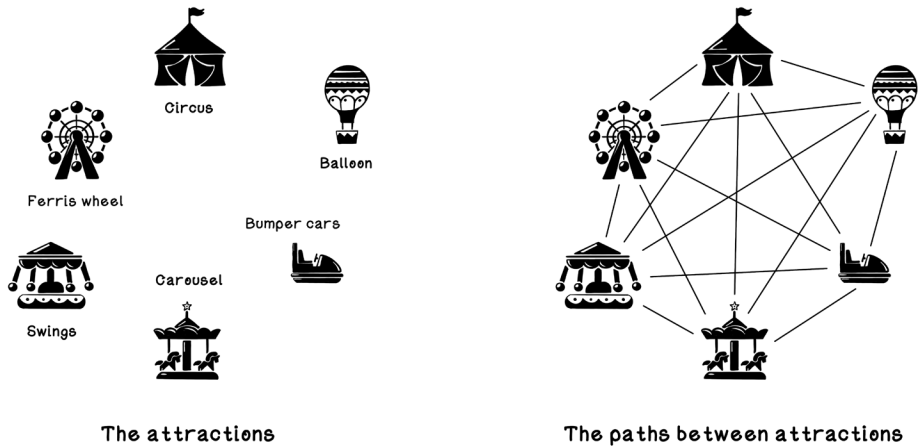 Circus
Balloon
Ferris wheel
Bumper cars
Carousel
Swings
The attractions
The paths between attractions